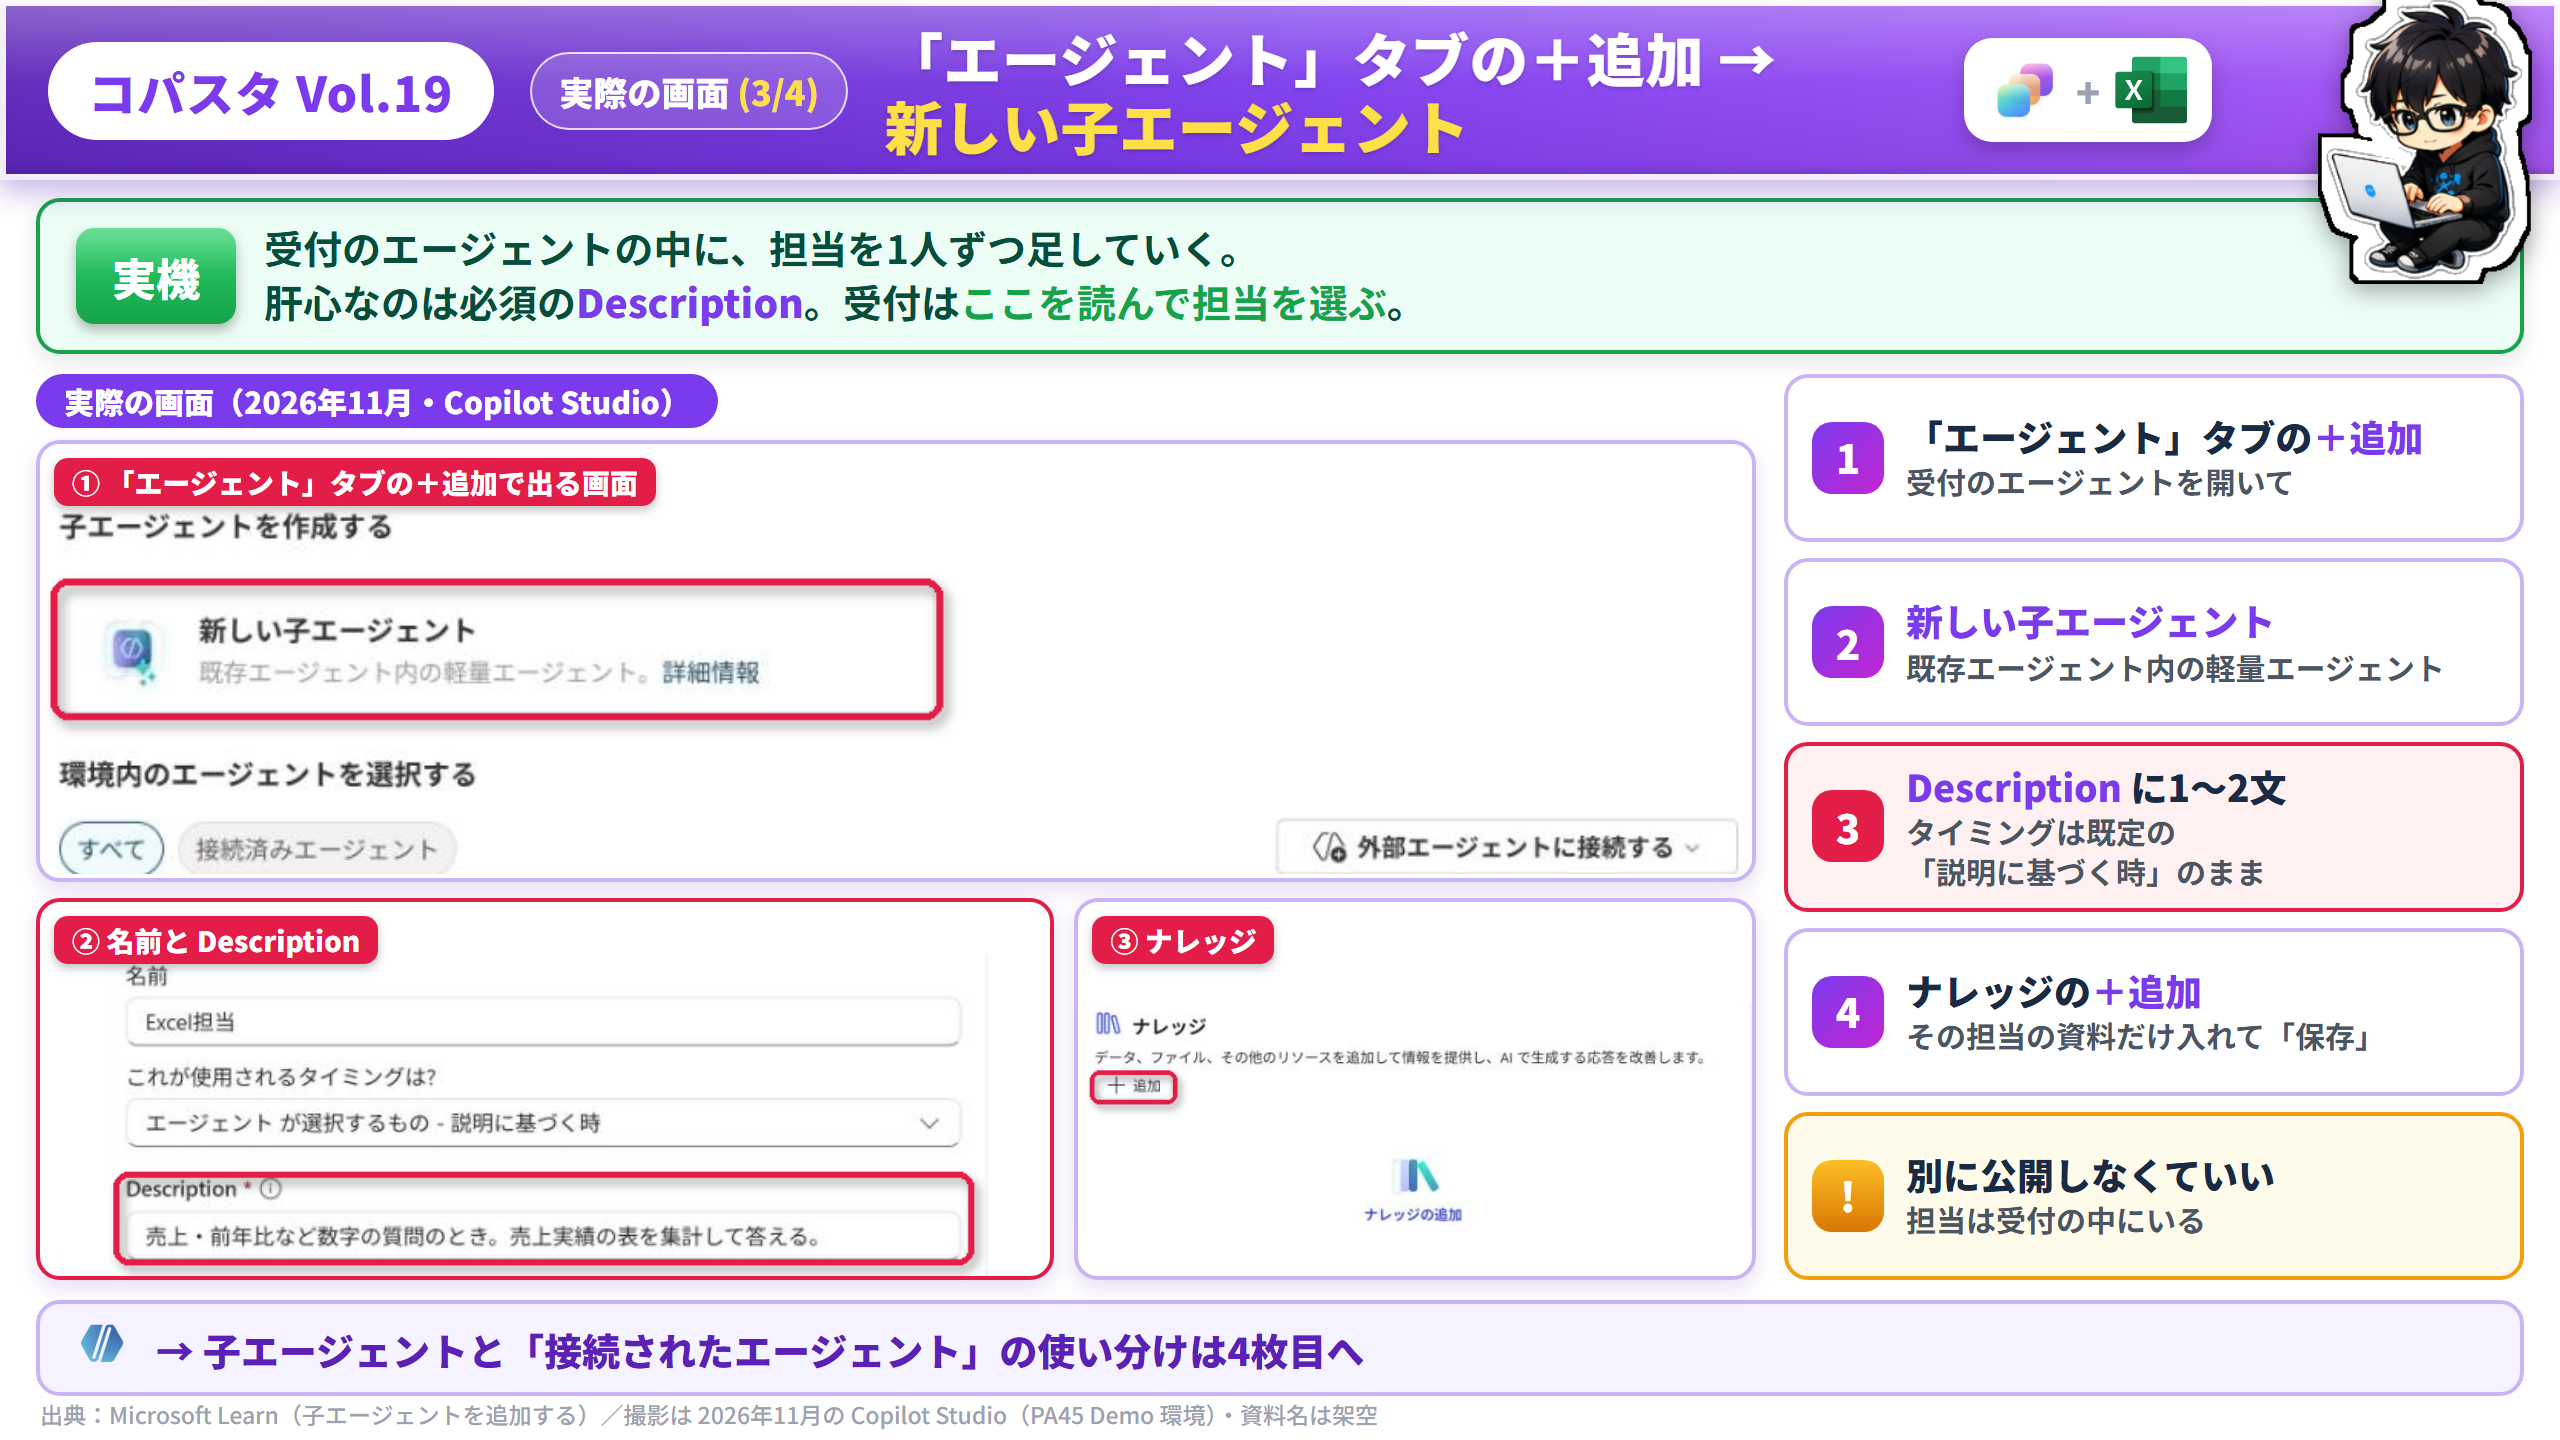 コパスタ Vol.19
実際の画面 (3/4)
「エージェント」タブの＋追加 →
新しい子エージェント
+
X
実機
受付のエージェントの中に、担当を1人ずつ足していく。
肝心なのは必須のDescription。受付はここを読んで担当を選ぶ。
実際の画面（2026年11月・Copilot Studio）
① 「エージェント」タブの＋追加で出る画面
子エージェントを作成する
新しい子エージェント
既存エージェント内の軽量エージェント。詳細情報
環境内のエージェントを選択する
すべて
接続済みエージェント
外部エージェントに接続する
② 名前と Description
名前
Excel担当
これが使用されるタイミングは?
エージェント が選択するもの - 説明に基づく時
Description *
売上・前年比など数字の質問のとき。売上実績の表を集計して答える。
③ ナレッジ
ナレッジ
データ、ファイル、その他のリソースを追加して情報を提供し、AI で生成する応答を改善します。
＋ 追加
ナレッジの追加
1
「エージェント」タブの＋追加
受付のエージェントを開いて
2
新しい子エージェント
既存エージェント内の軽量エージェント
3
Description に1〜2文
タイミングは既定の
「説明に基づく時」のまま
4
ナレッジの＋追加
その担当の資料だけ入れて「保存」
!
別に公開しなくていい
担当は受付の中にいる
→ 子エージェントと「接続されたエージェント」の使い分けは4枚目へ
出典：Microsoft Learn（子エージェントを追加する）／撮影は 2026年11月の Copilot Studio（PA45 Demo 環境）・資料名は架空